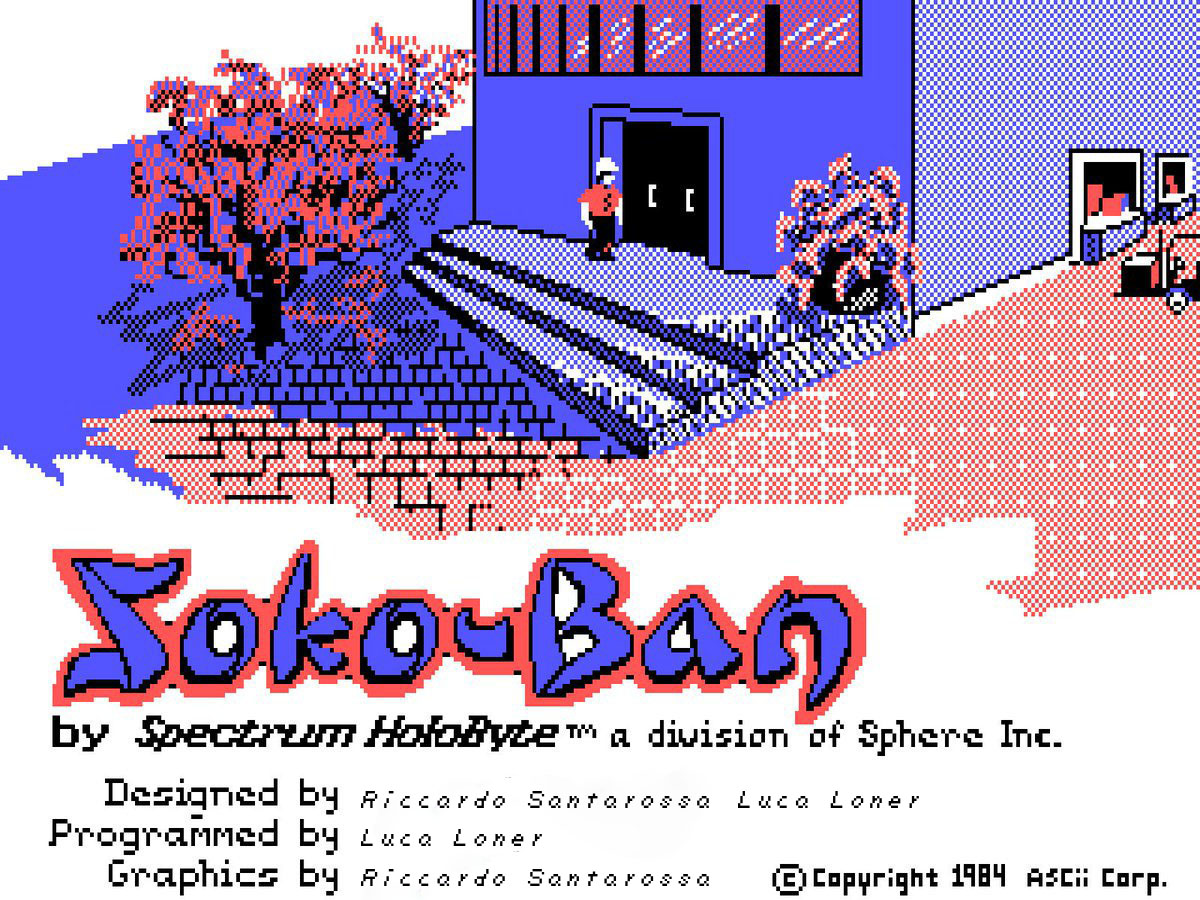 Soko-Ban
by Spectrum HoloByte™ a division of Sphere Inc.
Designed by Riccardo Santarossa Luca Loner
Programmed by Luca Loner
Graphics by Riccardo Santarossa
©Copyright 1984 ASCii Corp.